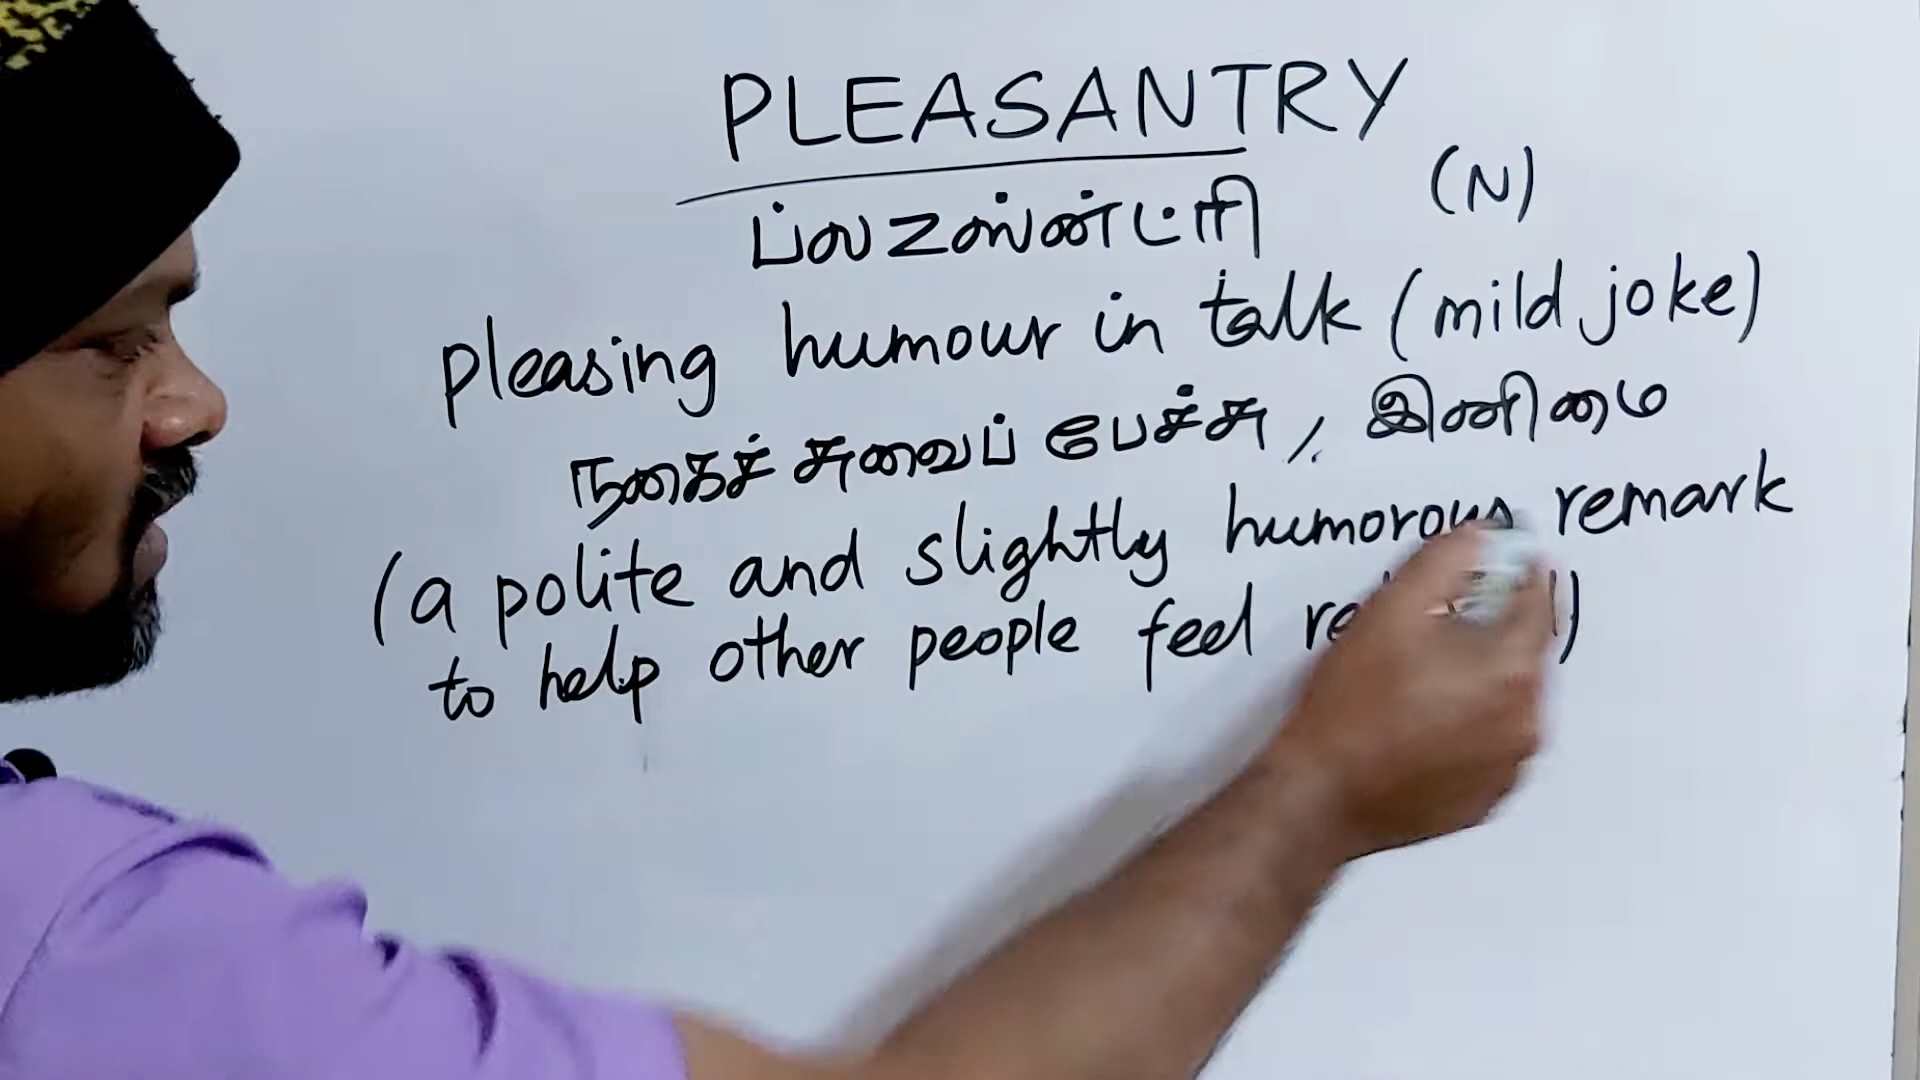 PLEASANTRY
ப்லZஸ்ண்ட்ரி (N)
pleasing humour in talk (mild joke)
நகைச் சுவைப் பேச்சு, இனிமை
(a polite and slightly humorous remark
to help other people feel